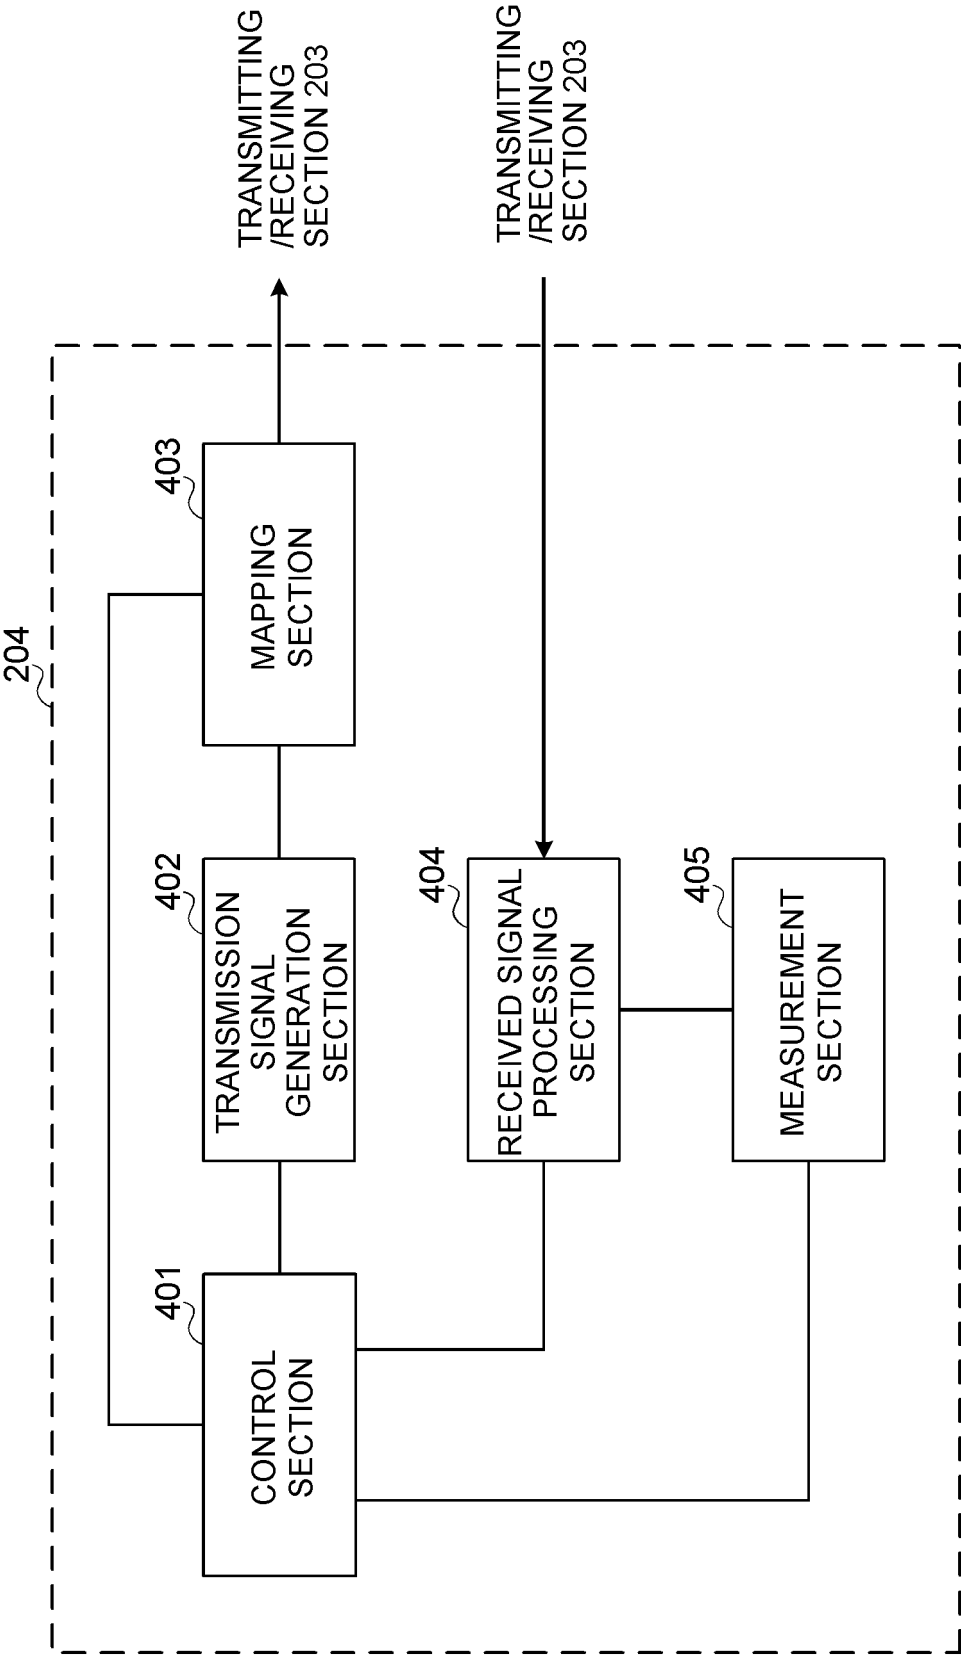 204
401
CONTROL
SECTION
402
TRANSMISSION
SIGNAL
GENERATION
SECTION
403
MAPPING
SECTION
TRANSMITTING
/RECEIVING
SECTION 203
404
RECEIVED SIGNAL
PROCESSING
SECTION
TRANSMITTING
/RECEIVING
SECTION 203
405
MEASUREMENT
SECTION